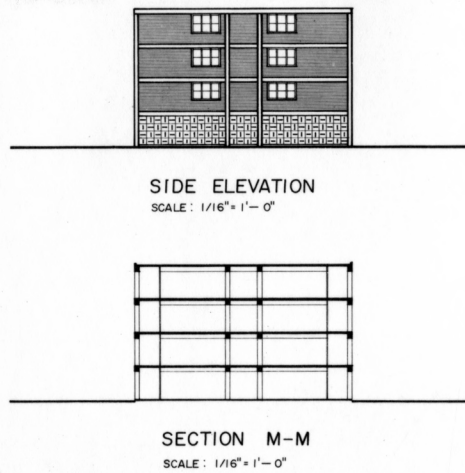 SIDE ELEVATION
SCALE: 1/16" = 1'-0"
SECTION M-M
SCALE: 1/16" = 1'-0"